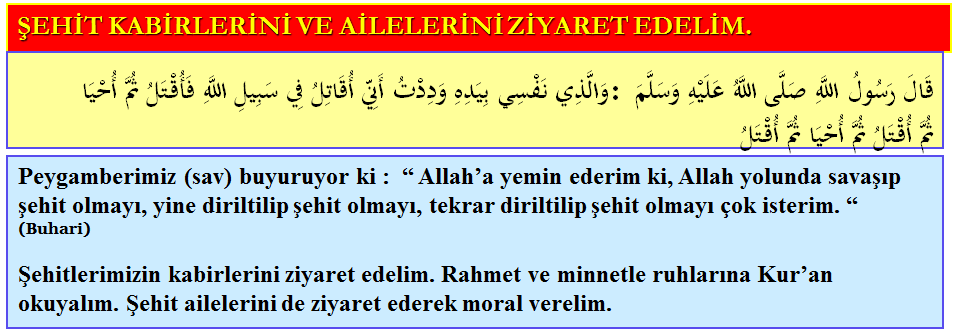 ŞEHİT KABİRLERİNİ VE AİLELERİNİ ZİYARET EDELİM.
قَالَ رَسُولُ اللَّهِ صَلَّى اللَّهُ عَلَيْهِ وَسَلَّمَ :وَالَّذِي نَفْسِي بِيَدِهِ وَدِدْتُ أَنِّي أُقَاتِلُ فِي سَبِيلِ اللَّهِ فَأُقْتَلُ ثُمَّ أُحْيَا
ثُمَّ أُقْتَلُ ثُمَّ أُحْيَا ثُمَّ أُقْتَلُ
Peygamberimiz (sav) buyuruyor ki : “ Allah’a yemin ederim ki, Allah yolunda savaşıp
şehit olmayı, yine diriltilip şehit olmayı, tekrar diriltilip şehit olmayı çok isterim. “
(Buhari)
Şehitlerimizin kabirlerini ziyaret edelim. Rahmet ve minnetle ruhlarına Kur’an
okuyalım. Şehit ailelerini de ziyaret ederek moral verelim.